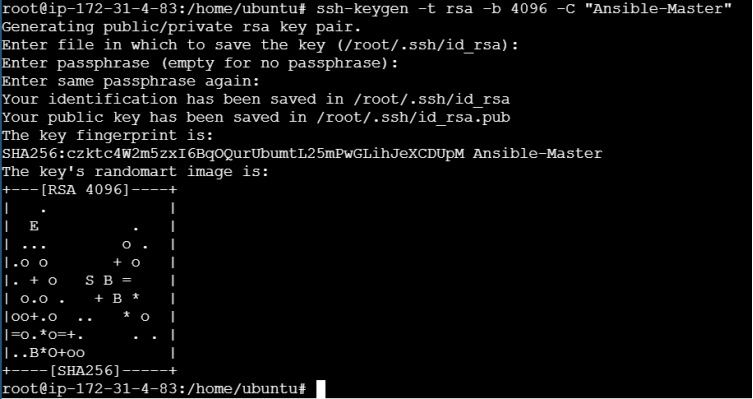 root@ip-172-31-4-83:/home/ubuntu# ssh-keygen -t rsa -b 4096 -C "Ansible-Master"
Generating public/private rsa key pair.
Enter file in which to save the key (/root/.ssh/id_rsa):
Enter passphrase (empty for no passphrase):
Enter same passphrase again:
Your identification has been saved in /root/.ssh/id_rsa
Your public key has been saved in /root/.ssh/id_rsa.pub
The key fingerprint is:
SHA256:czktc4W2m5zxI6BqOQurUbumtL25mPwGLihJeXCDUpM Ansible-Master
The key's randomart image is:
+---[RSA 4096]----+
|   .             |
|  E          .   |
| ...        o .  |
|.o o       + o   |
|. + o   S B =    |
| o.o .   + B *   |
|oo+.o  ..   * o  |
|=o.*o=+.     . . |
|..B*O+oo         |
+----[SHA256]-----+
root@ip-172-31-4-83:/home/ubuntu#